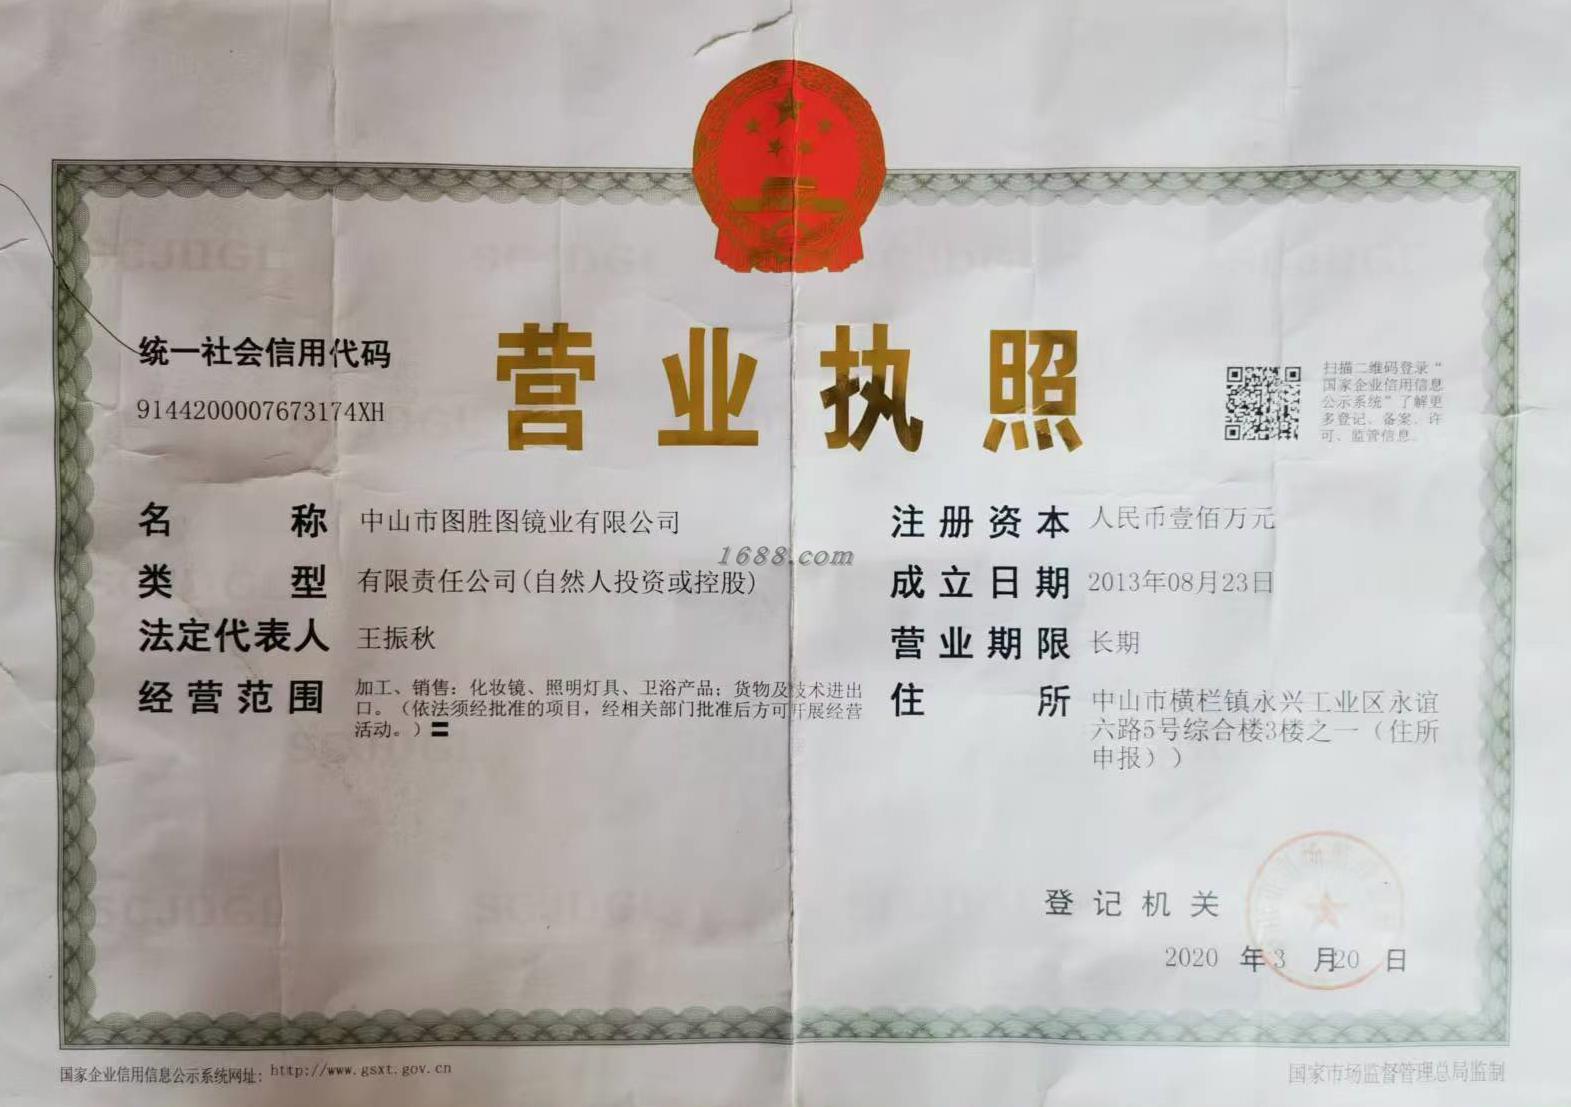 营业执照
统一社会信用代码
9144200007673174XH
扫描二维码登录“
国家企业信用信息
公示系统”了解更
多登记、备案、许
可、监管信息。
名称 中山市图胜图镜业有限公司
类型 有限责任公司(自然人投资或控股)
法定代表人 王振秋
经营范围 加工、销售：化妆镜、照明灯具、卫浴产品；货物及技术进出
口。（依法须经批准的项目，经相关部门批准后方可开展经营
活动。）〓
注册资本 人民币壹佰万元
成立日期 2013年08月23日
营业期限 长期
住所 中山市横栏镇永兴工业区永谊
六路5号综合楼3楼之一（住所
申报））
1688.com
登记机关
2020 年3 月20 日
国家企业信用信息公示系统网址: http://www.gsxt.gov.cn
国家市场监督管理总局监制
SCJDGL